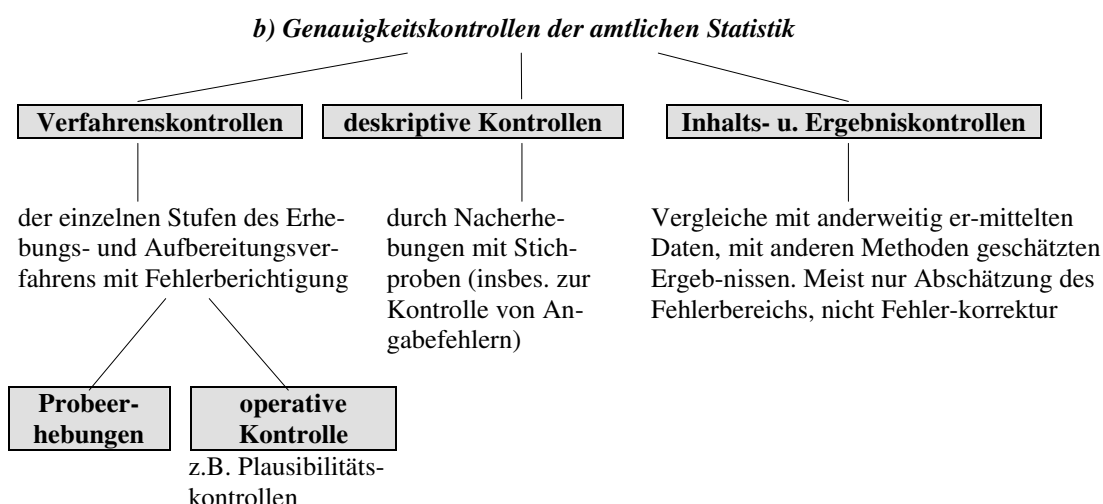 b) Genauigkeitskontrollen der amtlichen Statistik
Verfahrenskontrollen
deskriptive Kontrollen
Inhalts- u. Ergebniskontrollen
der einzelnen Stufen des Erhe-
bungs- und Aufbereitungsver-
fahrens mit Fehlerberichtigung
durch Nacherhe-
bungen mit Stich-
proben (insbes. zur
Kontrolle von An-
gabefehlern)
Vergleiche mit anderweitig er-mittelten
Daten, mit anderen Methoden geschätzten
Ergeb-nissen. Meist nur Abschätzung des
Fehlerbereichs, nicht Fehler-korrektur
Probeer-
hebungen
operative
Kontrolle
z.B. Plausibilitäts-
kontrollen